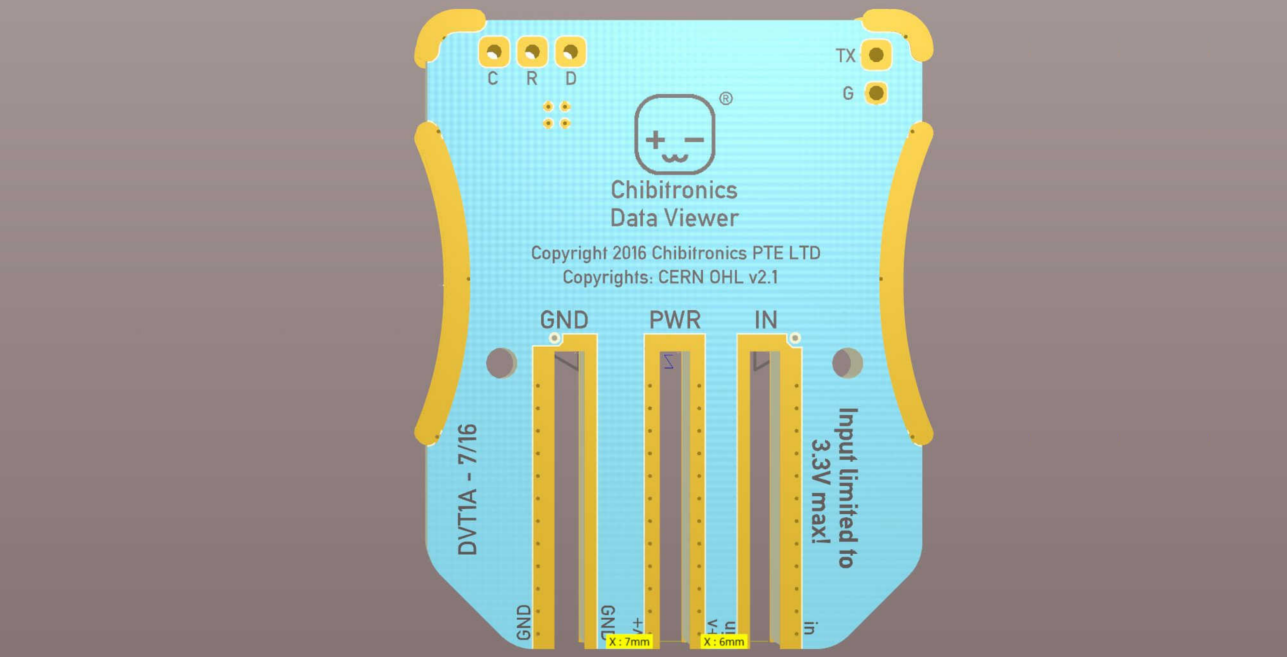 C R D
TX
G
®
Chibitronics
Data Viewer
Copyright 2016 Chibitronics PTE LTD
Copyrights: CERN OHL v2.1
GND PWR IN
DVT1A - 7/16
Input limited to
3.3V max!
GND
GND
in
in
X : 7mm
X : 6mm